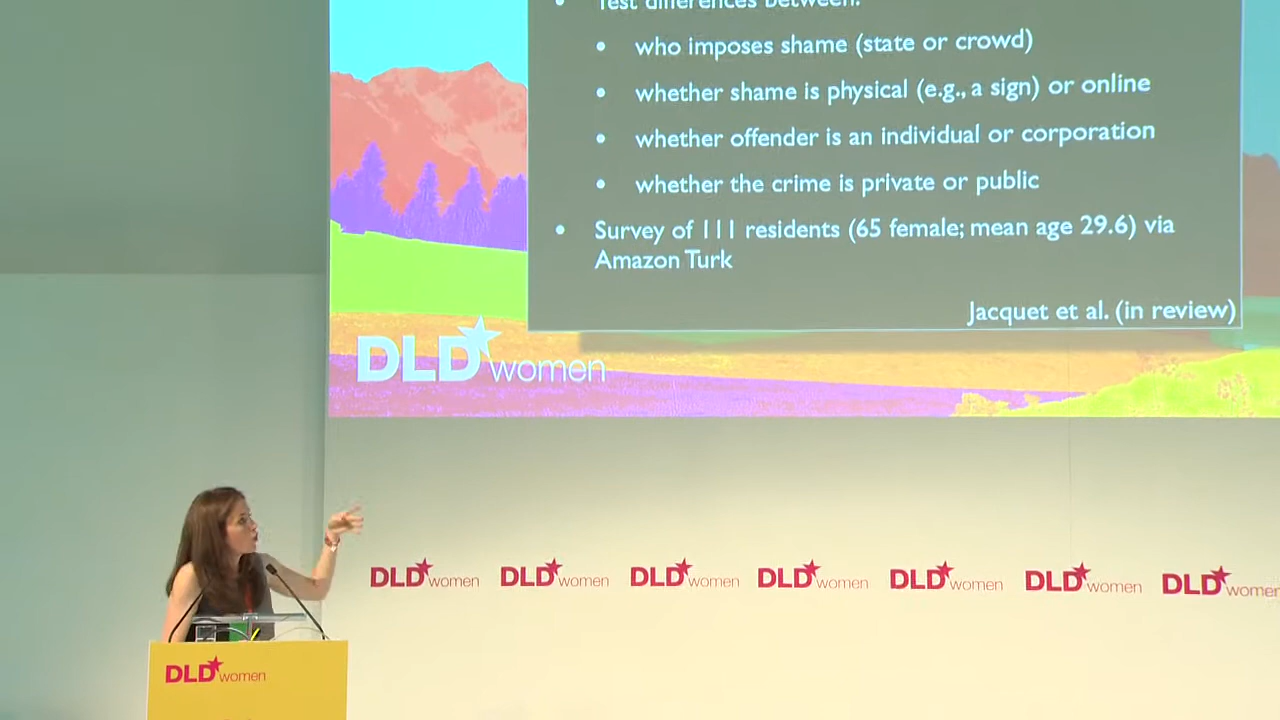 Test differences between:
who imposes shame (state or crowd)
whether shame is physical (e.g., a sign) or online
whether offender is an individual or corporation
whether the crime is private or public
Survey of 111 residents (65 female; mean age 29.6) via
Amazon Turk
Jacquet et al. (in review)
DLD women
DLD women DLD women DLD women DLD women DLD women DLD women DLD women
DLD women